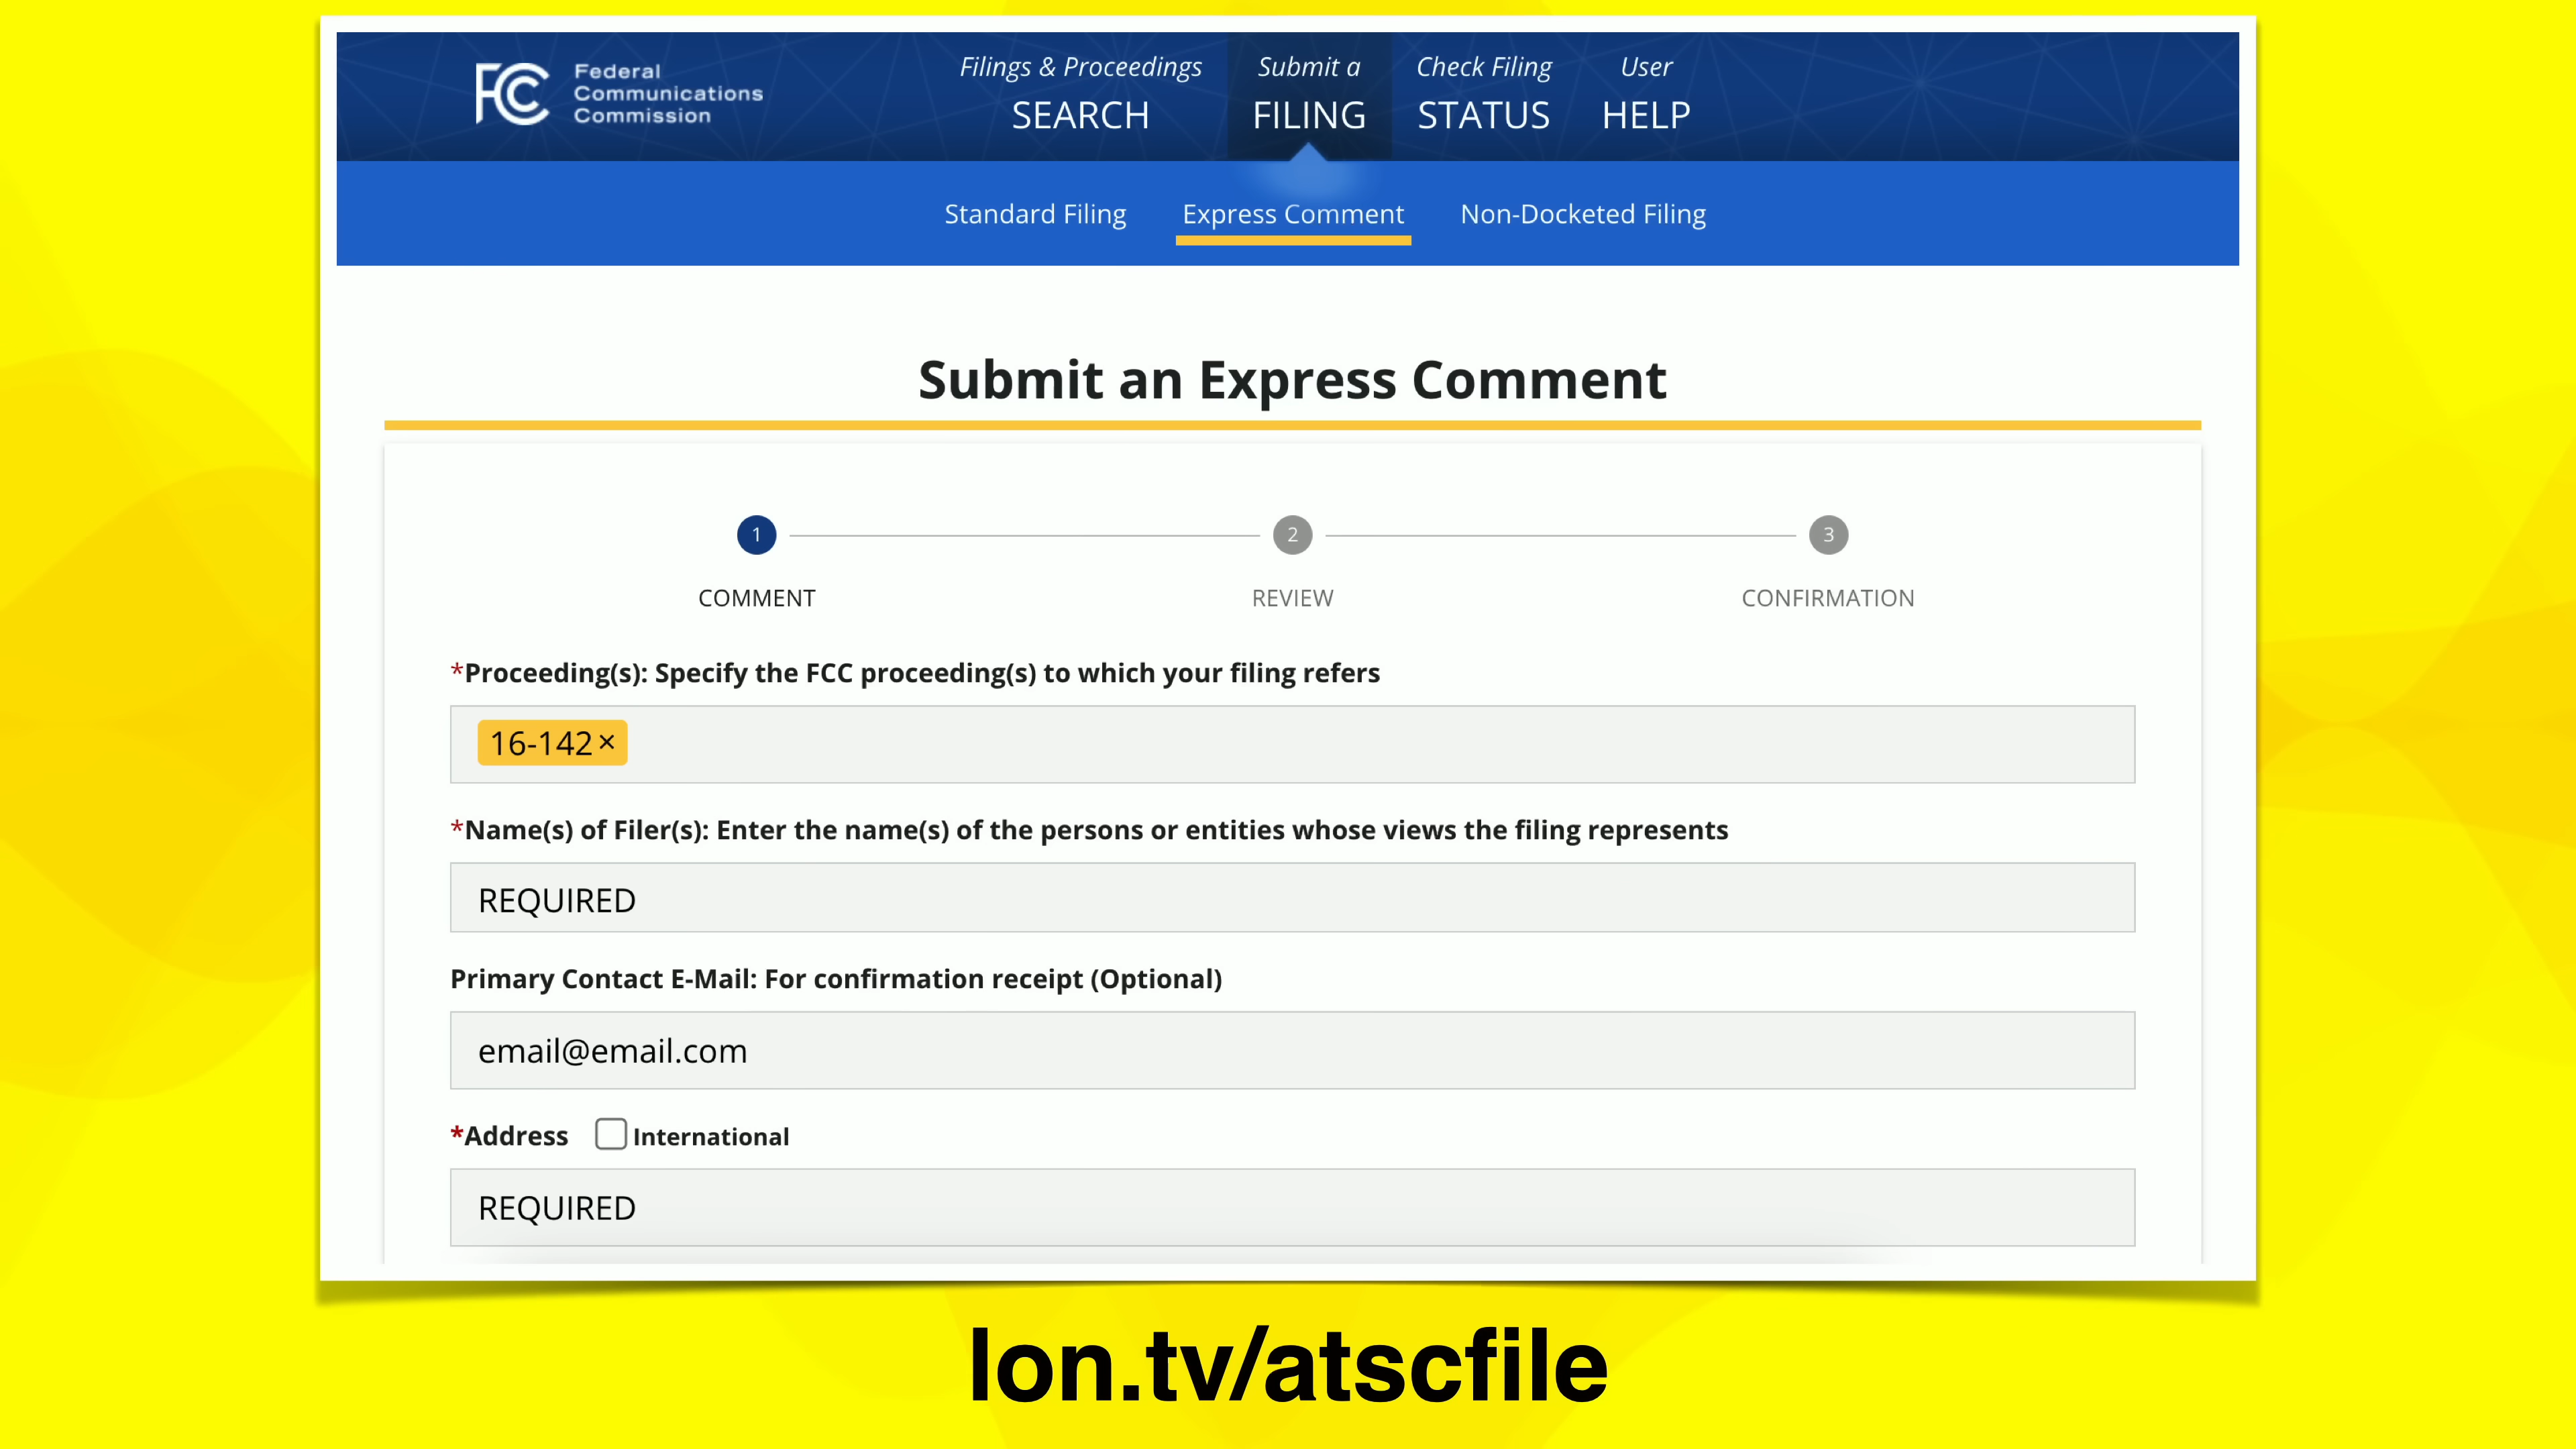 Federal
Communications
Commission
Filings & Proceedings
SEARCH
Submit a
FILING
Check Filing
STATUS
User
HELP
Standard Filing
Express Comment
Non-Docketed Filing
Submit an Express Comment
1
2
3
COMMENT
REVIEW
CONFIRMATION
*Proceeding(s): Specify the FCC proceeding(s) to which your filing refers
16-142×
*Name(s) of Filer(s): Enter the name(s) of the persons or entities whose views the filing represents
REQUIRED
Primary Contact E-Mail: For confirmation receipt (Optional)
email@email.com
*Address International
REQUIRED
lon.tv/atscfile